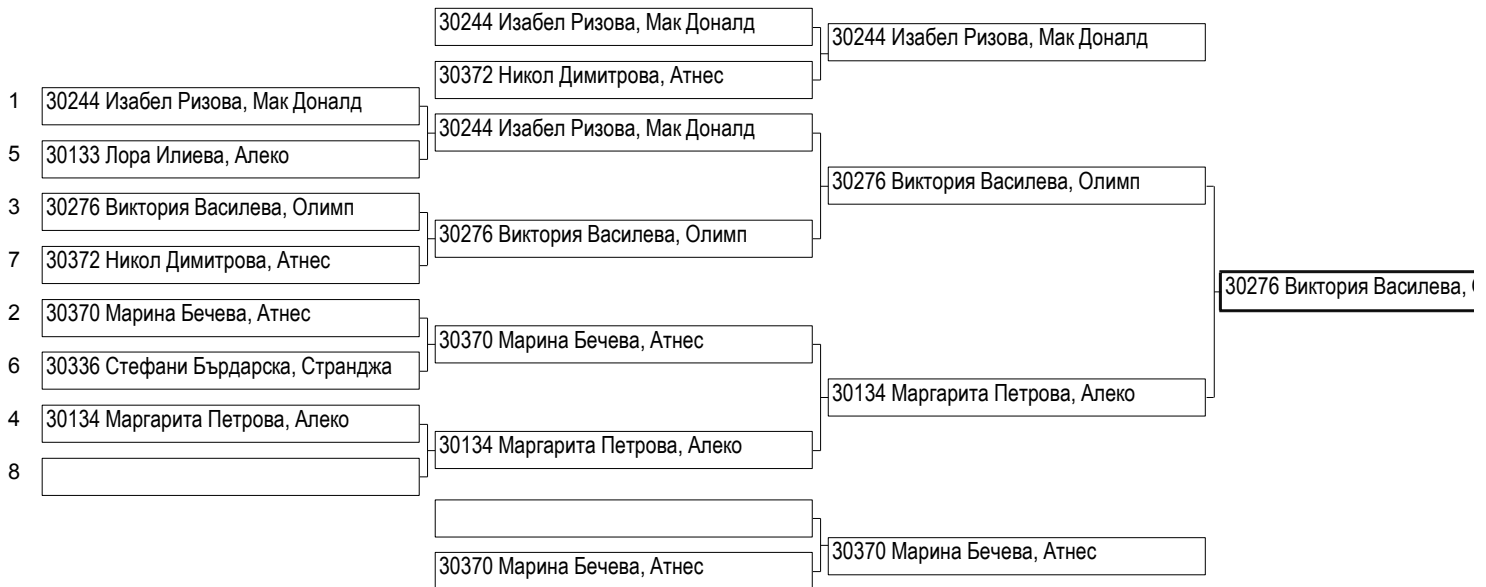 30244 Изабел Ризова, Мак Доналд
30244 Изабел Ризова, Мак Доналд
30372 Никол Димитрова, Атнес
1 30244 Изабел Ризова, Мак Доналд
30244 Изабел Ризова, Мак Доналд
5 30133 Лора Илиева, Алеко
30276 Виктория Василева, Олимп
3 30276 Виктория Василева, Олимп
30276 Виктория Василева, Олимп
7 30372 Никол Димитрова, Атнес
30276 Виктория Василева,
2 30370 Марина Бечева, Атнес
30370 Марина Бечева, Атнес
6 30336 Стефани Бърдарска, Странджа
30134 Маргарита Петрова, Алеко
4 30134 Маргарита Петрова, Алеко
30134 Маргарита Петрова, Алеко
8
30370 Марина Бечева, Атнес
30370 Марина Бечева, Атнес